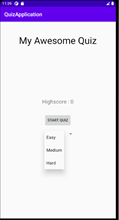 11:39
QuizApplication
My Awesome Quiz
Highscore : 0
START QUIZ
Easy
Medium
Hard